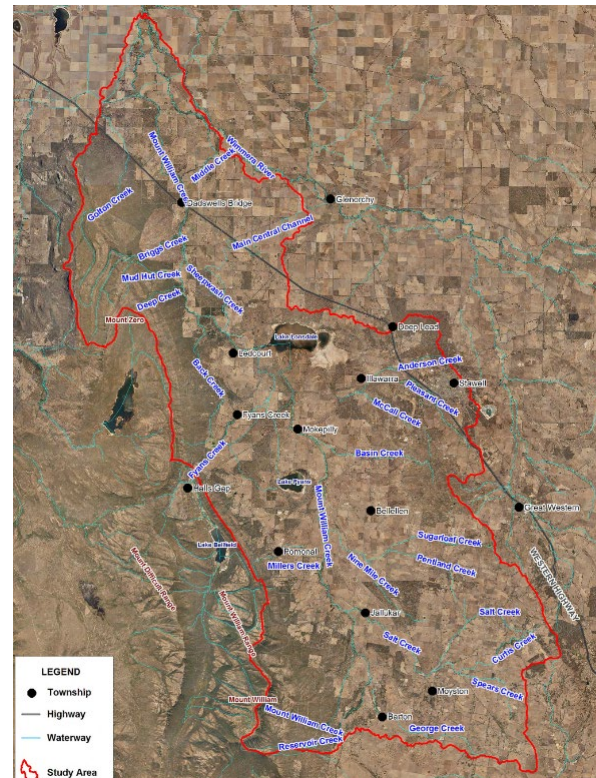 Wimmera River
Middle Creek
Mount William Creek
Golton Creek
Dadswells Bridge
Glenorchy
Main Central Channel
Briggs Creek
Mud Hut Creek
Sheepwash Creek
Deep Creek
Mount Zero
Deep Lead
Lake Lonsdale
Ledcourt
Anderson Creek
Pleasant Creek
Stawell
Illawarra
Back Creek
McCall Creek
Fyans Creek
Mokepilly
Basin Creek
Fyans Creek
Halls Gap
Lake Fyans
Mount William Creek
Great Western
Bellellen
Sugarloaf Creek
Lake Bellfield
Pomonal
Millers Creek
Nine Mile Creek
Pentland Creek
WESTERN HIGHWAY
Mount Difficult Range
Mount William Range
Jallukar
Salt Creek
Salt Creek
Curtis Creek
Spears Creek
Moyston
Mount William
Mount William Creek
Barton
George Creek
Reservoir Creek
LEGEND
Township
Highway
Waterway
Study Area